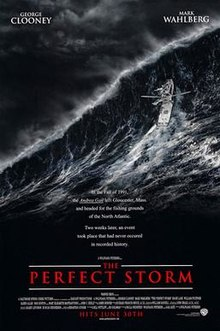 GEORGE
CLOONEY
MARK
WAHLBERG
In the Fall of 1991,
the Andrea Gail left Gloucester, Mass.
and headed for the fishing grounds
of the North Atlantic.
Two weeks later, an event
took place that had never occurred
in recorded history.
THE
PERFECT STORM
HITS JUNE 30TH